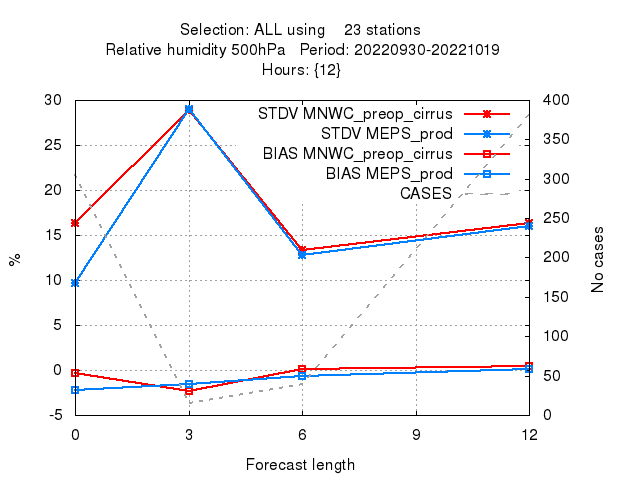 Selection: ALL using    23 stations
Relative humidity 500hPa   Period: 20220930-20221019
Hours: {12}
STDV MNWC_preop_cirrus
STDV MEPS_prod
BIAS MNWC_preop_cirrus
BIAS MEPS_prod
CASES
%
30
25
20
15
10
5
0
-5
400
350
300
250
200
150
100
50
0
No cases
0 3 6 9 12
Forecast length